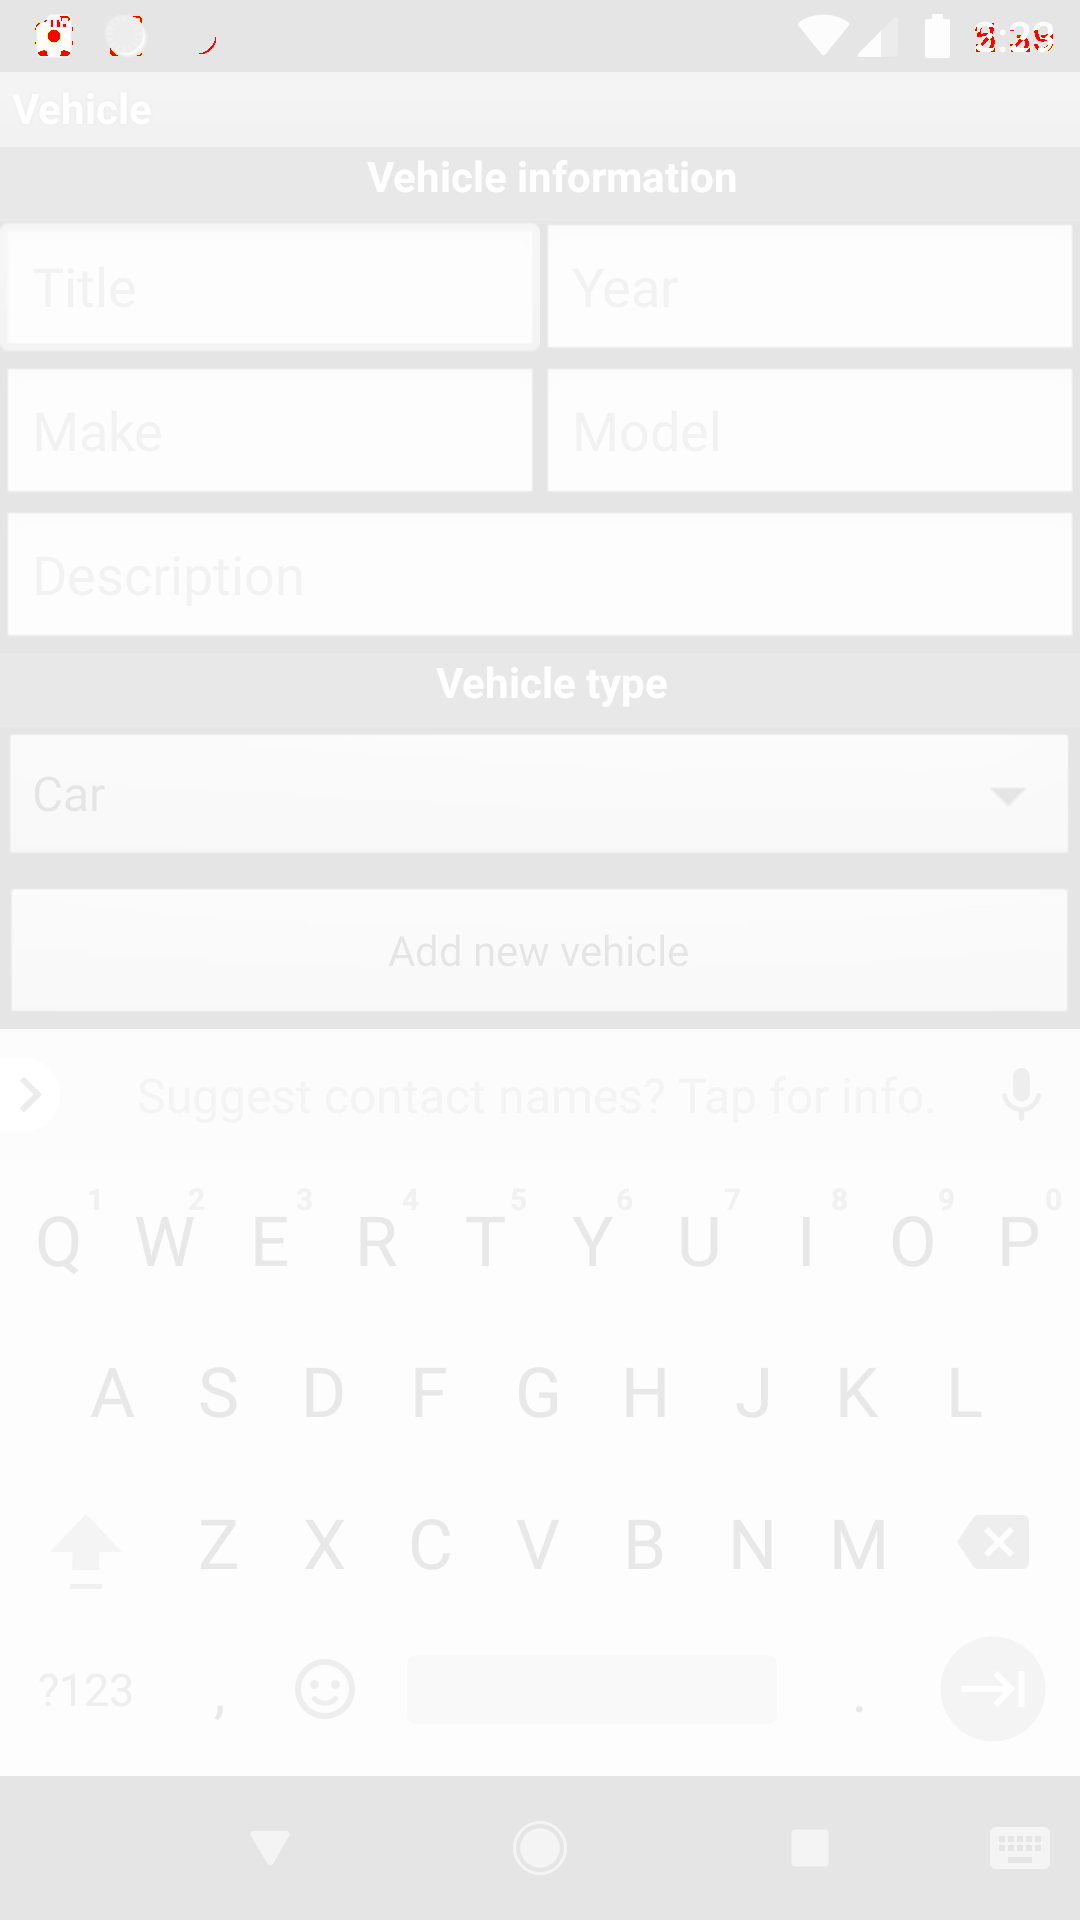 Vehicle
Vehicle information
Title Year
Make Model
Description
Vehicle type
Car
Add new vehicle
Suggest contact names? Tap for info.
1 2 3 4 5 6 7 8 9 0
Q W E R T Y U I O P
A S D F G H J K L
Z X C V B N M
?123 , .